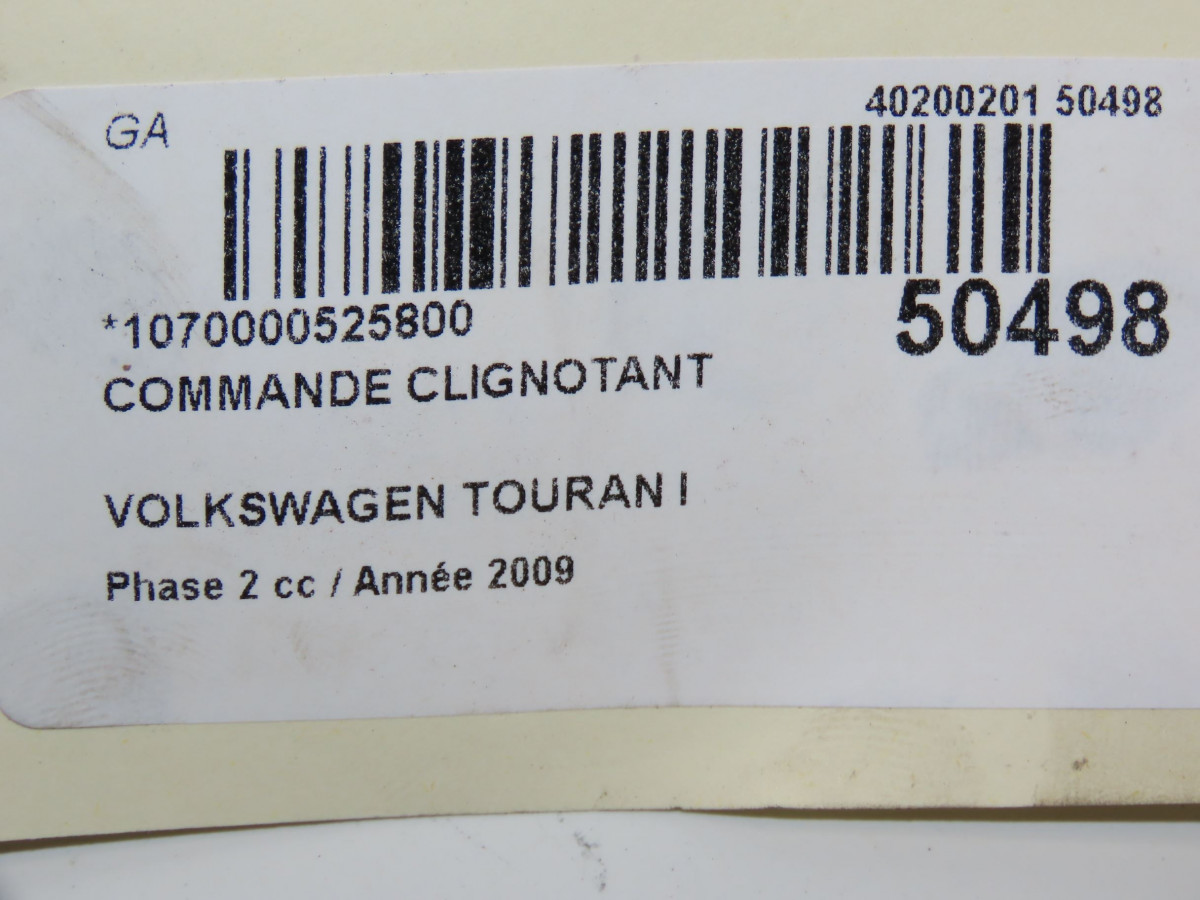 GA
40200201 50498
*1070000525800
50498
COMMANDE CLIGNOTANT
VOLKSWAGEN TOURAN I
Phase 2 cc / Année 2009